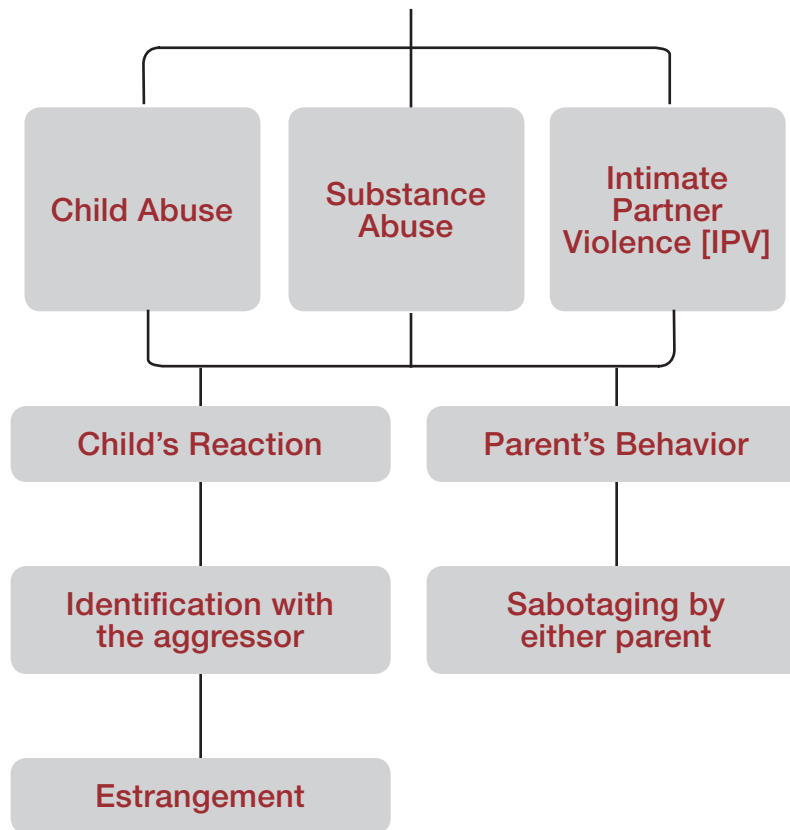 Child Abuse
Substance
Abuse
Intimate
Partner
Violence [IPV]
Child’s Reaction
Parent’s Behavior
Identification with
the aggressor
Sabotaging by
either parent
Estrangement